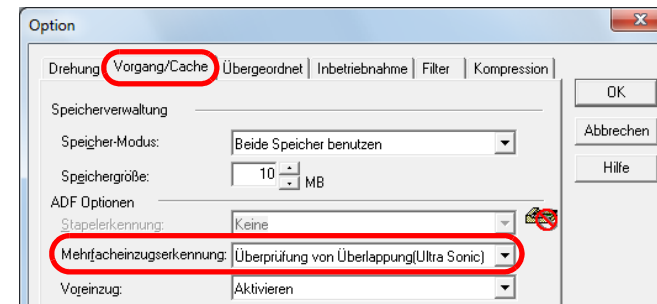 Option
Drehung Vorgang/Cache Übergeordnet Inbetriebnahme Filter Kompression
OK
Speicherverwaltung
Abbrechen
Speicher-Modus: Beide Speicher benutzen
Hilfe
Speichergröße: 10 MB
ADF Optionen
Stapelerkennung: Keine
Mehrfacheinzugserkennung: Überprüfung von Überlappung(Ultra Sonic)
Voreinzug: Aktivieren